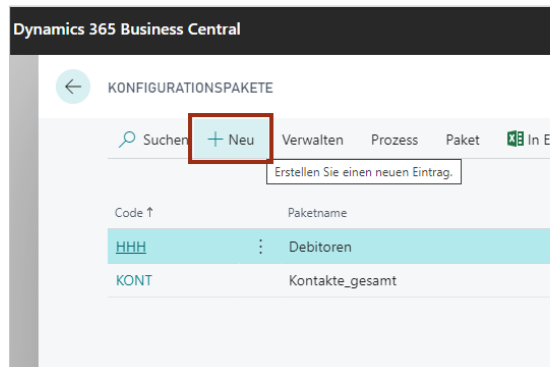 Dynamics 365 Business Central
KONFIGURATIONSPAKETE
Suchen Neu Verwalten Prozess Paket In
Erstellen Sie einen neuen Eintrag.
Code ↑ Paketname
HHH Debitoren
KONT Kontakte_gesamt